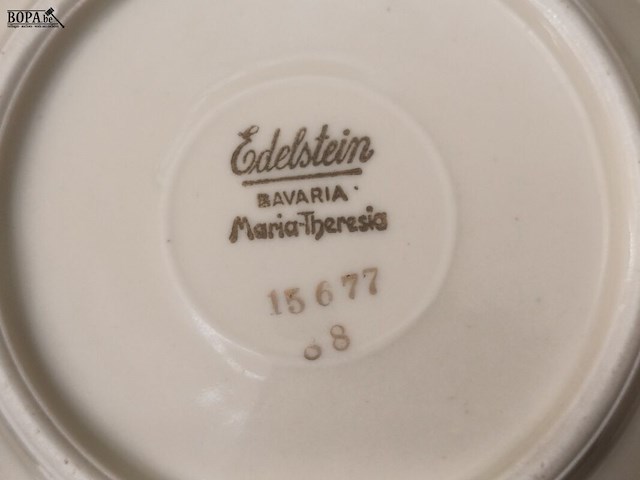 BOPA.be
Edelstein
BAVARIA
Maria-Theresia
15677
8